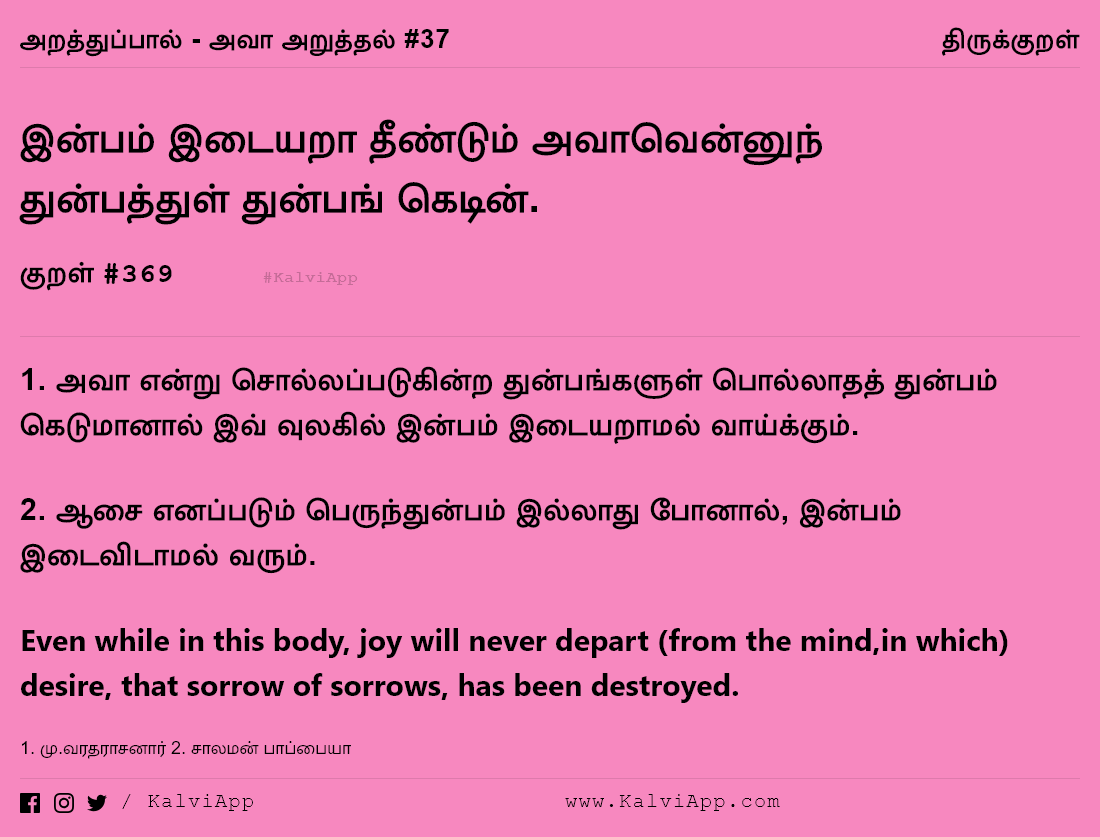 அறத்துப்பால் - அவா அறுத்தல் #37 திருக்குறள்
இன்பம் இடையறா தீண்டும் அவாவென்னுந்
துன்பத்துள் துன்பங் கெடின்.
குறள் #369 #KalviApp
1. அவா என்று சொல்லப்படுகின்ற துன்பங்களுள் பொல்லாதத் துன்பம்
கெடுமானால் இவ் வுலகில் இன்பம் இடையறாமல் வாய்க்கும்.
2. ஆசை எனப்படும் பெருந்துன்பம் இல்லாது போனால், இன்பம்
இடைவிடாமல் வரும்.
Even while in this body, joy will never depart (from the mind,in which)
desire, that sorrow of sorrows, has been destroyed.
1. மு.வரதராசனார் 2. சாலமன் பாப்பையா
/ KalviApp www.KalviApp.com